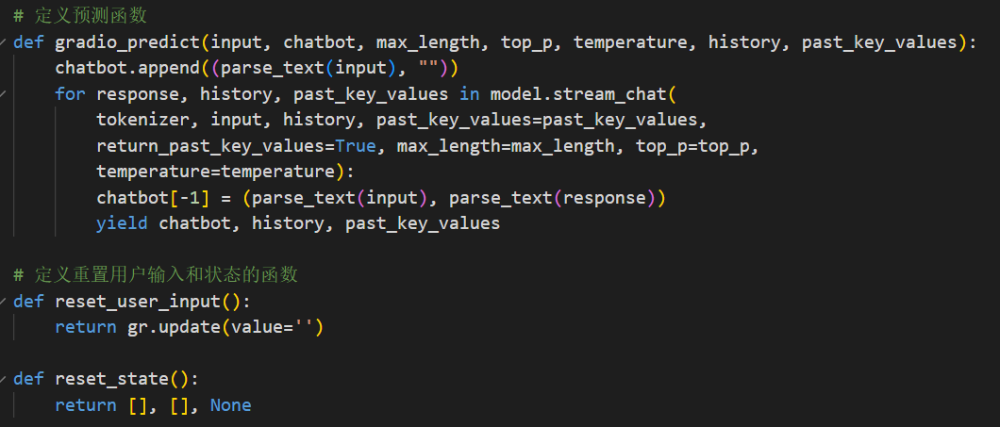 # 定义预测函数
def gradio_predict(input, chatbot, max_length, top_p, temperature, history, past_key_values):
    chatbot.append((parse_text(input), ""))
    for response, history, past_key_values in model.stream_chat(
        tokenizer, input, history, past_key_values=past_key_values,
        return_past_key_values=True, max_length=max_length, top_p=top_p,
        temperature=temperature):
        chatbot[-1] = (parse_text(input), parse_text(response))
        yield chatbot, history, past_key_values
# 定义重置用户输入和状态的函数
def reset_user_input():
    return gr.update(value='')
def reset_state():
    return [], [], None